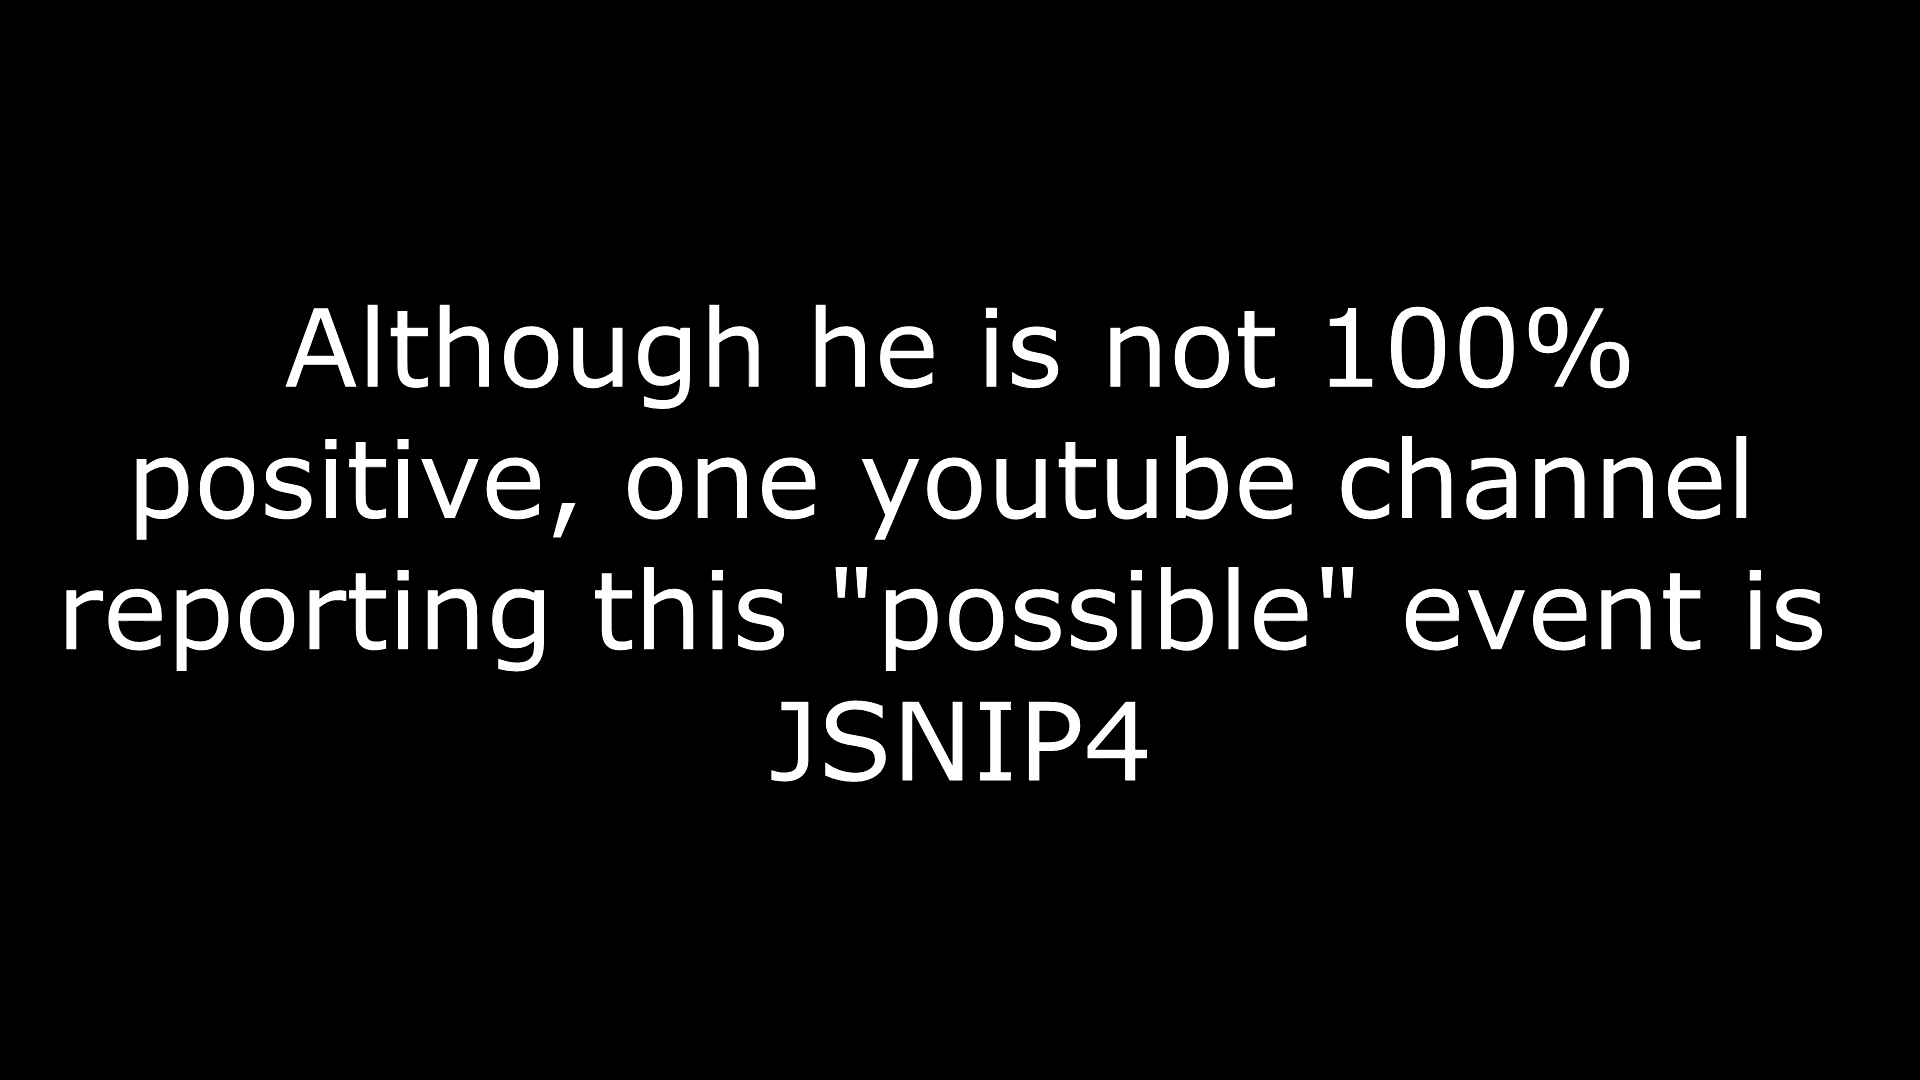 Although he is not 100%
positive, one youtube channel
reporting this "possible" event is
JSNIP4